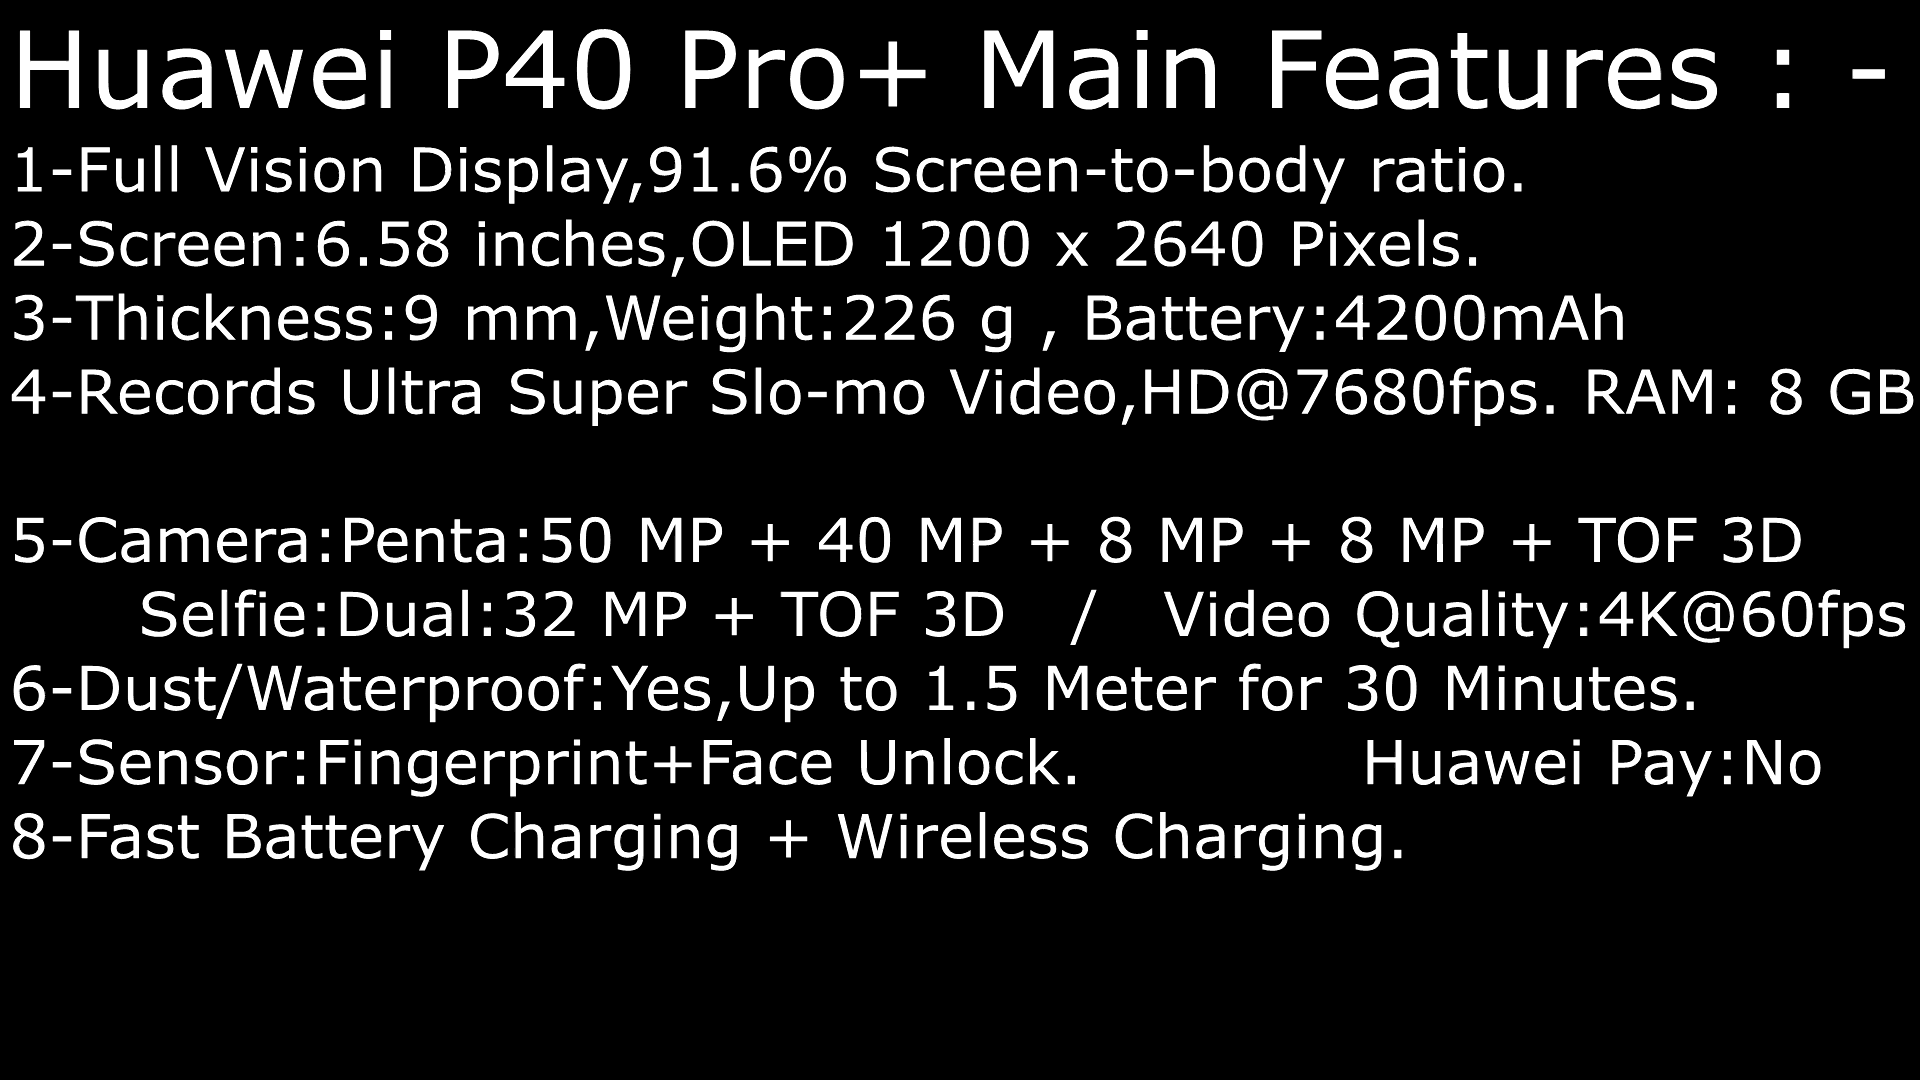 Huawei P40 Pro+ Main Features : -
1-Full Vision Display,91.6% Screen-to-body ratio.
2-Screen:6.58 inches,OLED 1200 x 2640 Pixels.
3-Thickness:9 mm,Weight:226 g , Battery:4200mAh
4-Records Ultra Super Slo-mo Video,HD@7680fps. RAM: 8 GB
5-Camera:Penta:50 MP + 40 MP + 8 MP + 8 MP + TOF 3D
Selfie:Dual:32 MP + TOF 3D / Video Quality:4K@60fps
6-Dust/Waterproof:Yes,Up to 1.5 Meter for 30 Minutes.
7-Sensor:Fingerprint+Face Unlock. Huawei Pay:No
8-Fast Battery Charging + Wireless Charging.